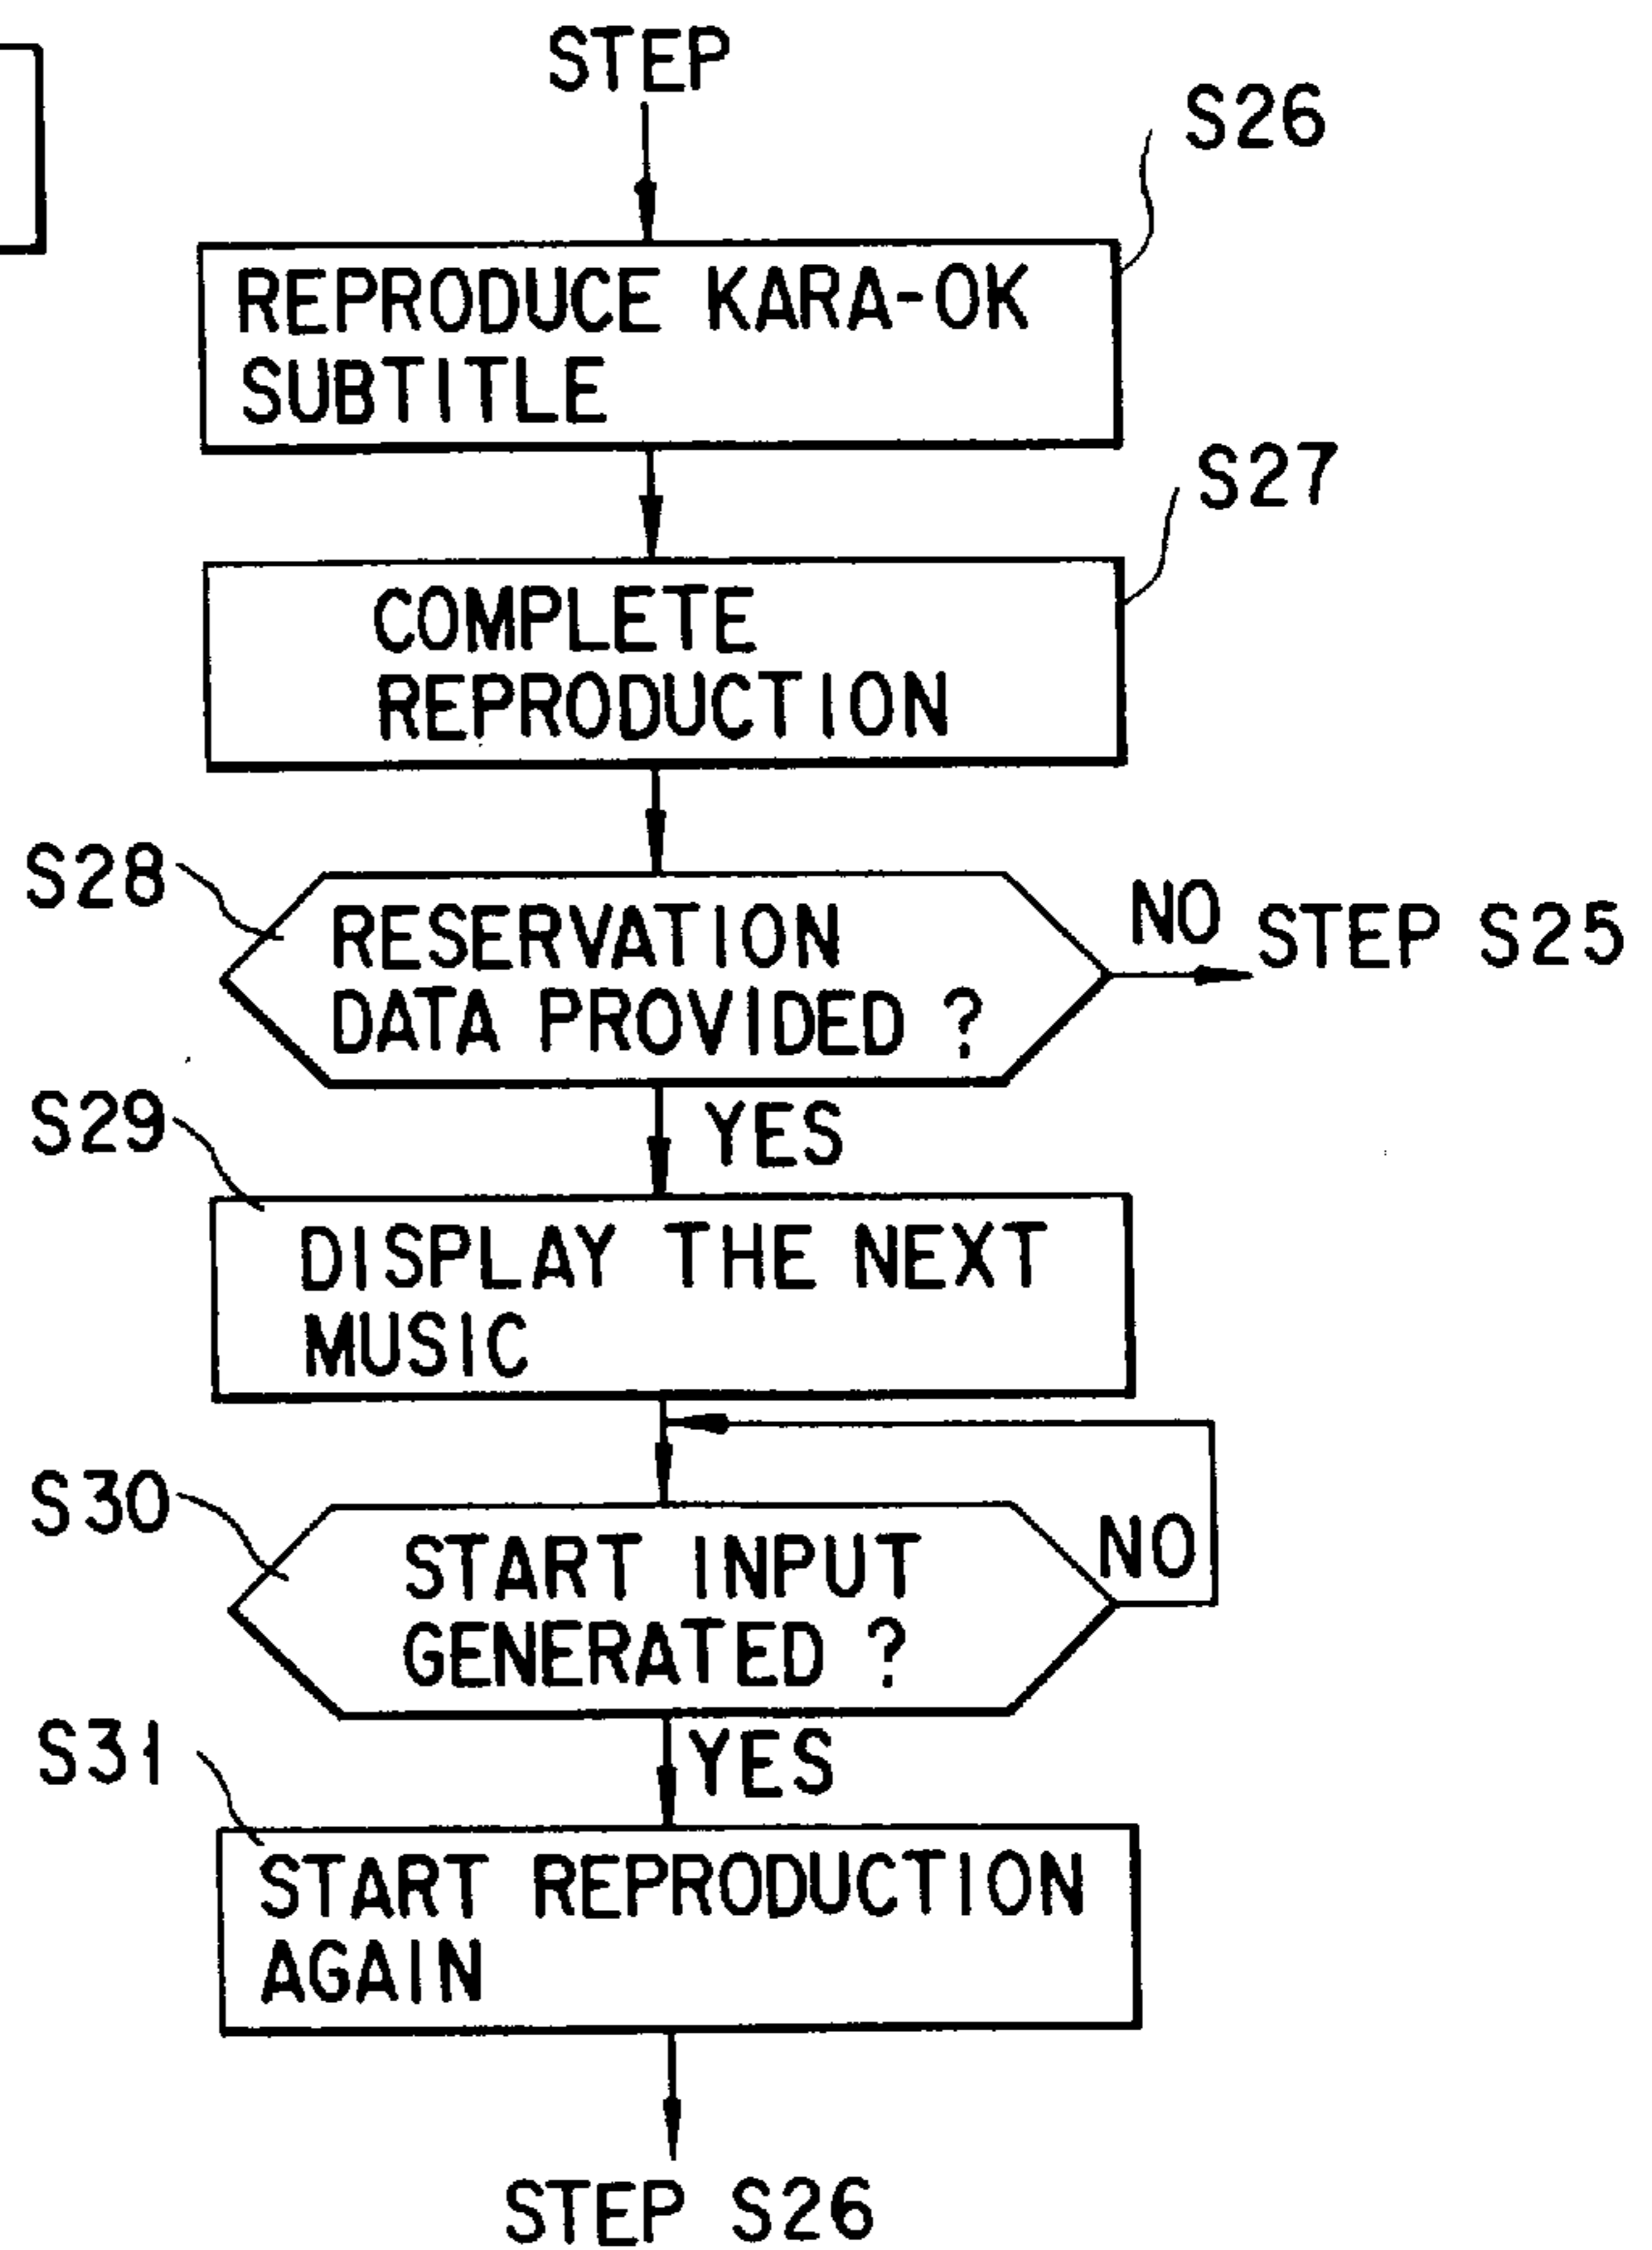 STEP
S26
REPRODUCE KARA-OK
SUBTITLE
S27
COMPLETE
REPRODUCTION
S28
RESERVATION
DATA PROVIDED ?
NO
STEP S25
YES
S29
DISPLAY THE NEXT
MUSIC
S30
START INPUT
GENERATED ?
NO
YES
S31
START REPRODUCTION
AGAIN
STEP S26